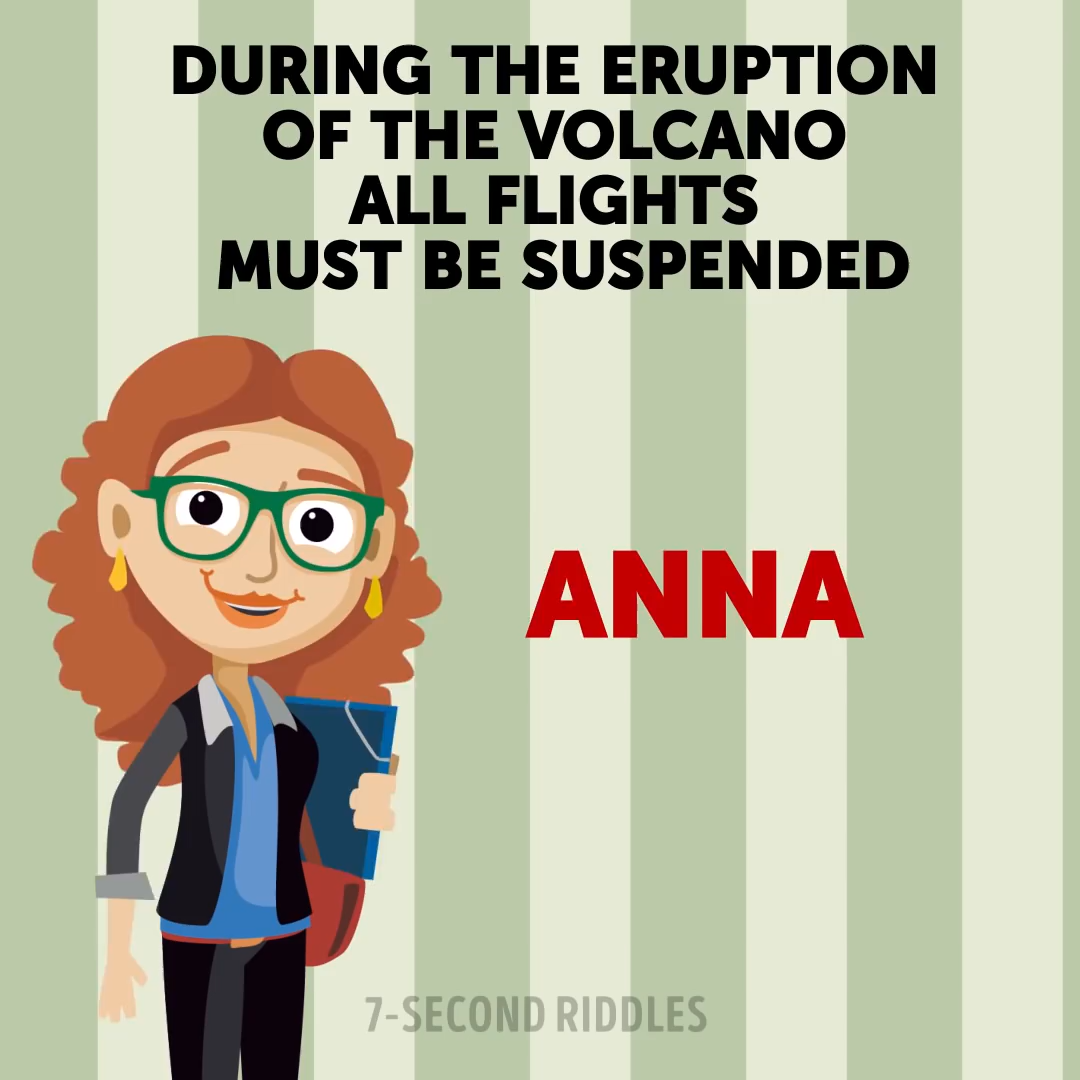 DURING THE ERUPTION
OF THE VOLCANO
ALL FLIGHTS
MUST BE SUSPENDED
ANNA
7-SECOND RIDDLES